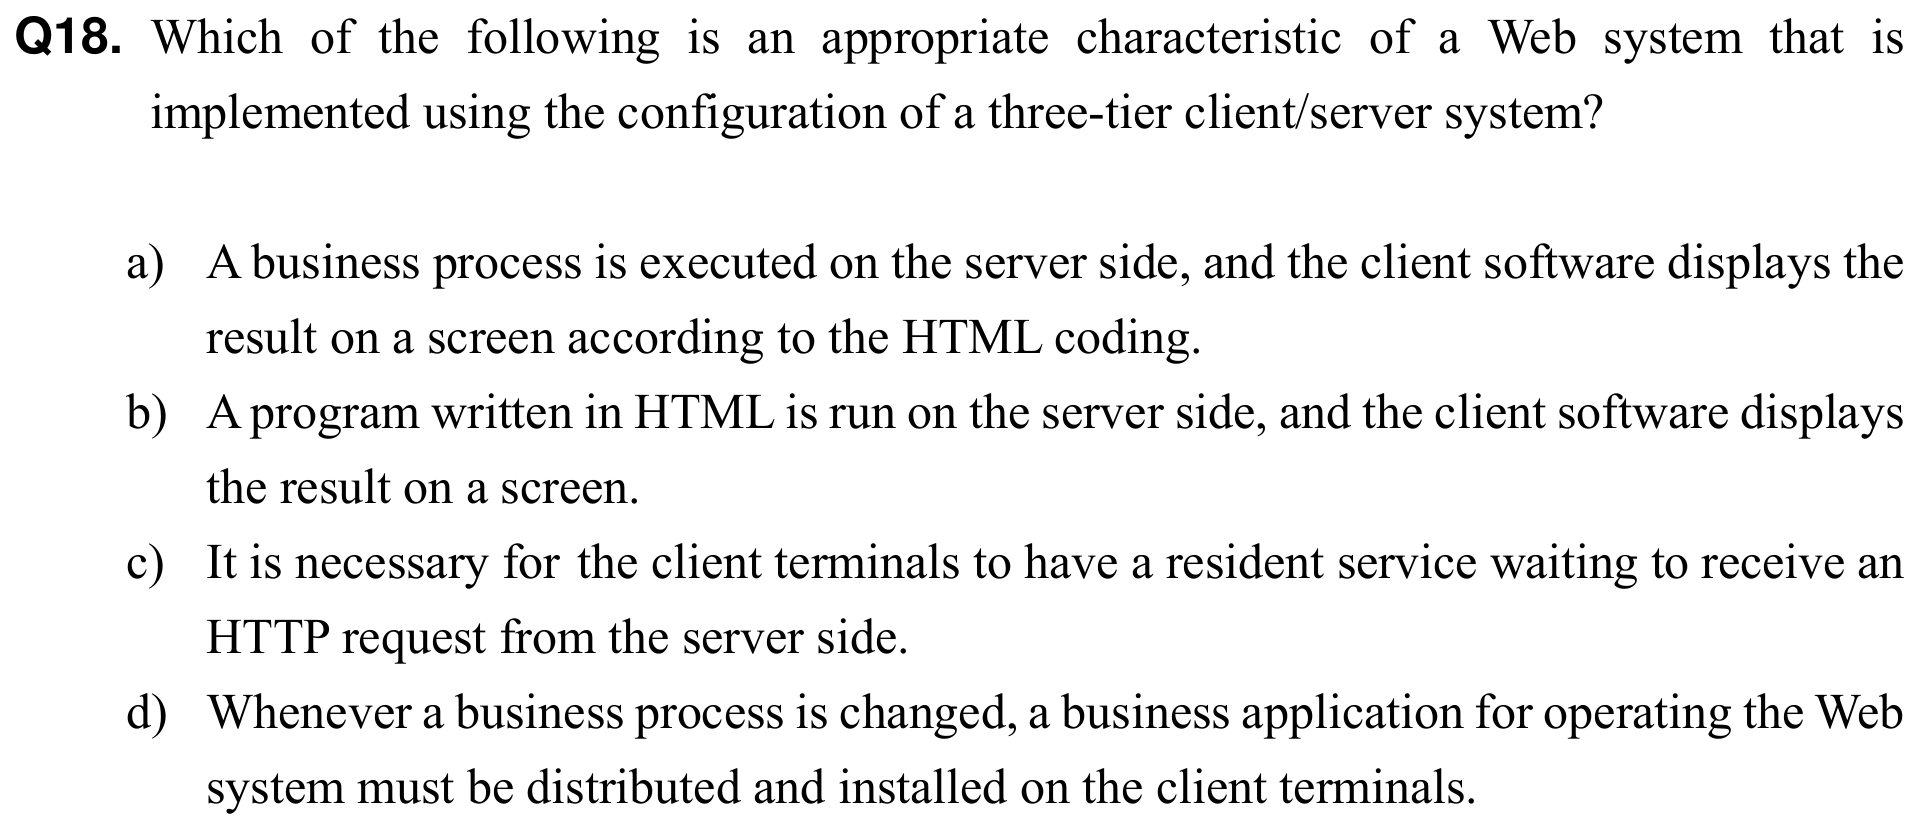 Q18. Which of the following is an appropriate characteristic of a Web system that is
implemented using the configuration of a three-tier client/server system?
a) A business process is executed on the server side, and the client software displays the
result on a screen according to the HTML coding.
b) A program written in HTML is run on the server side, and the client software displays
the result on a screen.
c) It is necessary for the client terminals to have a resident service waiting to receive an
HTTP request from the server side.
d) Whenever a business process is changed, a business application for operating the Web
system must be distributed and installed on the client terminals.